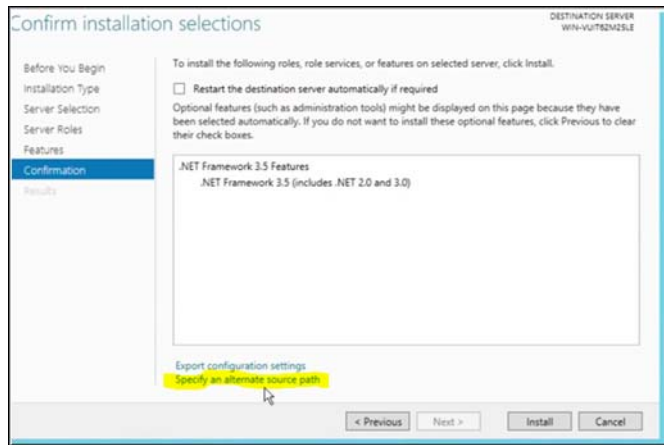 Confirm installation selections
DESTINATION SERVER
WIN-VUIT62M25LE
Before You Begin
Installation Type
Server Selection
Server Roles
Features
Confirmation
Results
To install the following roles, role services, or features on selected server, click Install.
Restart the destination server automatically if required
Optional features (such as administration tools) might be displayed on this page because they have
been selected automatically. If you do not want to install these optional features, click Previous to clear
their check boxes.
.NET Framework 3.5 Features
.NET Framework 3.5 (includes .NET 2.0 and 3.0)
Export configuration settings
Specify an alternate source path
< Previous
Next >
Install
Cancel